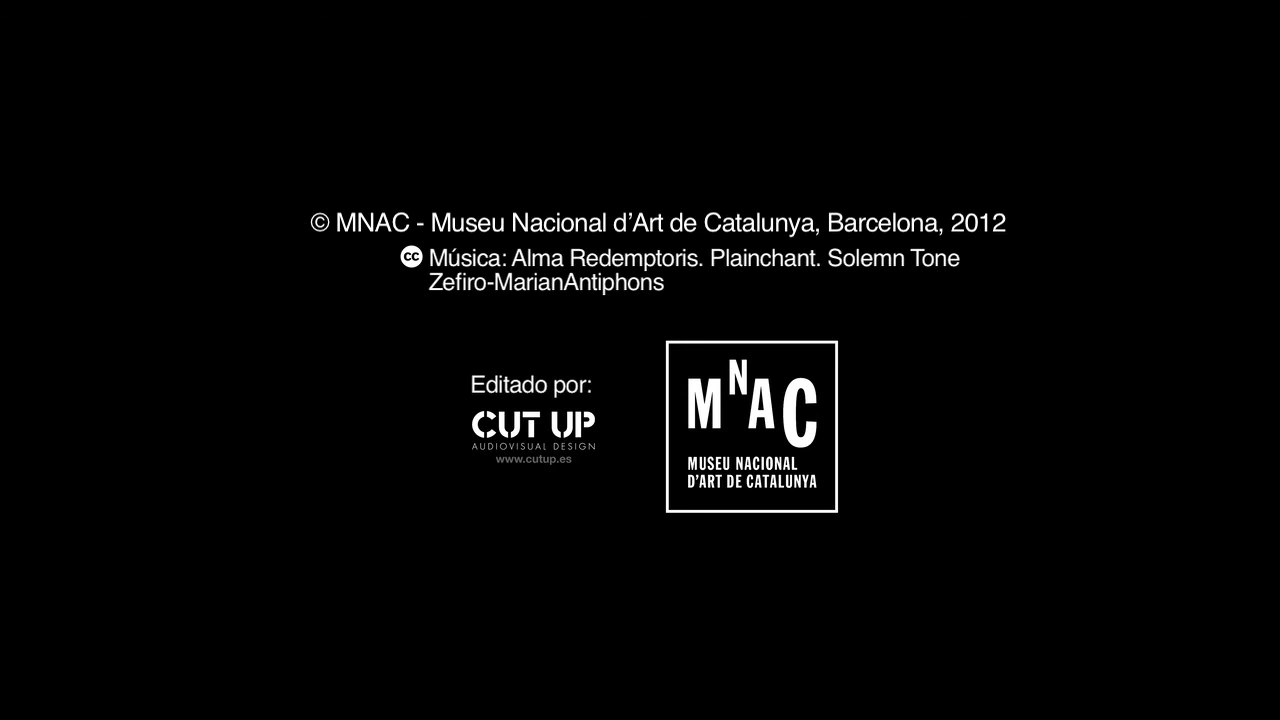 © MNAC - Museu Nacional d’Art de Catalunya, Barcelona, 2012
cc Música: Alma Redemptoris. Plainchant. Solemn Tone
Zefiro-MarianAntiphons
Editado por:
CUT UP
AUDIOVISUAL DESIGN
www.cutup.es
MNAC
MUSEU NACIONAL
D’ART DE CATALUNYA